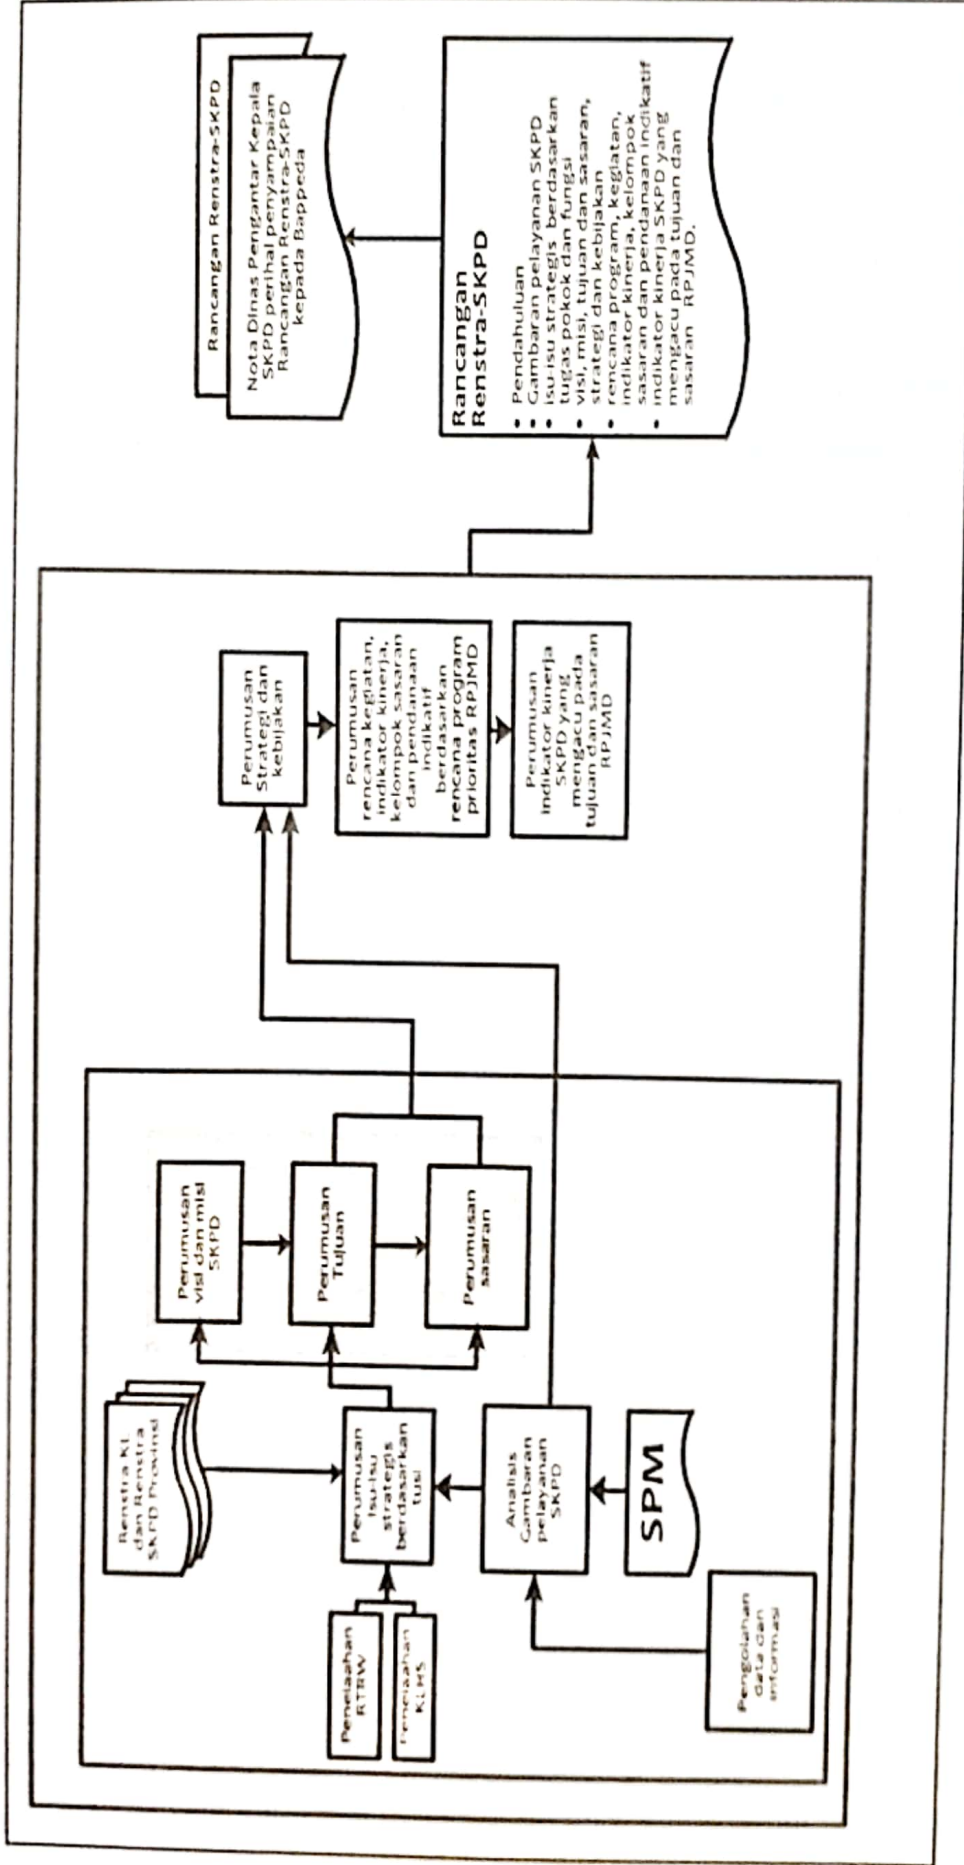 Renstra KL
dan Renstra
SKPD Provinsi
Penelaahan
RTRW
Penelaahan
KLHS
Perumusan
Isu-isu
strategis
berdasarkan
tusi
Analisis
Gambaran
pelayanan
SKPD
SPM
Pengolahan
data dan
informasi
Perumusan
visi dan misi
SKPD
Perumusan
Tujuan
Perumusan
sasaran
Perumusan
Strategi dan
kebijakan
Perumusan
rencana kegiatan,
indikator kinerja,
kelompok sasaran
dan pendanaan
indikatif
berdasarkan
rencana program
prioritas RPJMD
Perumusan
indikator kinerja
SKPD yang
mengacu pada
tujuan dan sasaran
RPJMD
Rancangan Renstra-SKPD
Nota Dinas Pengantar Kepala
SKPD perihal penyampaian
Rancangan Renstra-SKPD
kepada Bappeda
Rancangan
Renstra-SKPD
• Pendahuluan
• Gambaran pelayanan SKPD
• isu-isu strategis berdasarkan
tugas pokok dan fungsi
• visi, misi, tujuan dan sasaran,
strategi dan kebijakan
• rencana program, kegiatan,
indikator kinerja, kelompok
sasaran dan pendanaan indikatif
• indikator kinerja SKPD yang
mengacu pada tujuan dan
sasaran RPJMD.